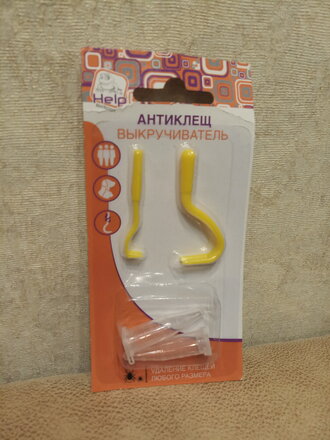 Help
АНТИКЛЕЩ
ВЫКРУЧИВАТЕЛЬ
УДАЛЕНИЕ КЛЕЩЕЙ
ЛЮБОГО РАЗМЕРА